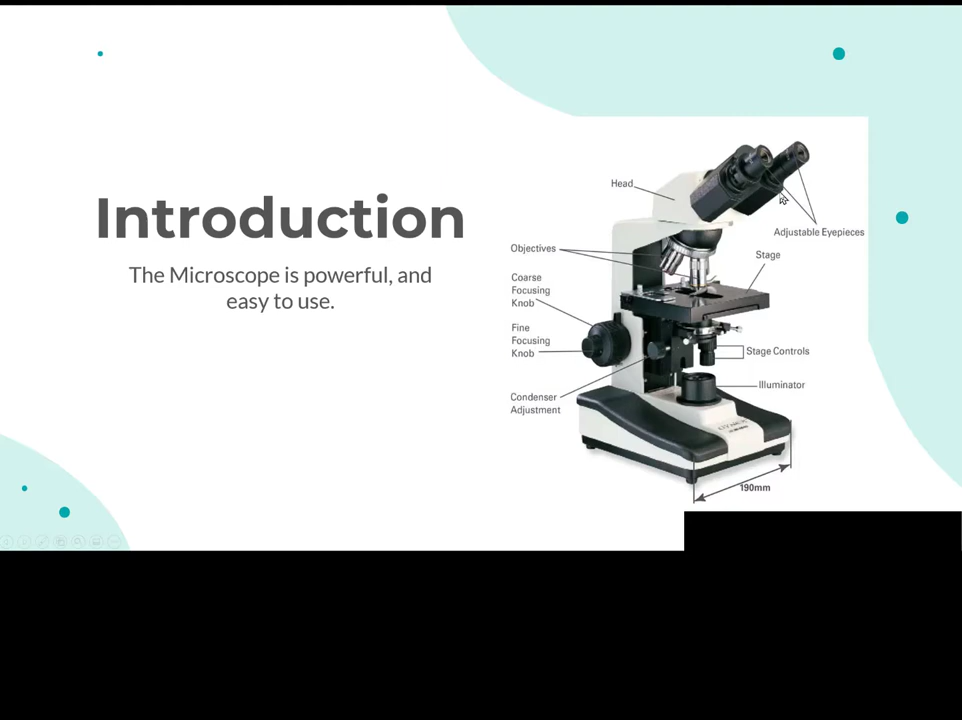 Introduction
The Microscope is powerful, and
easy to use.
Head
Adjustable Eyepieces
Objectives
Stage
Coarse
Focusing
Knob
Fine
Focusing
Knob
Stage Controls
Illuminator
Condenser
Adjustment
190mm